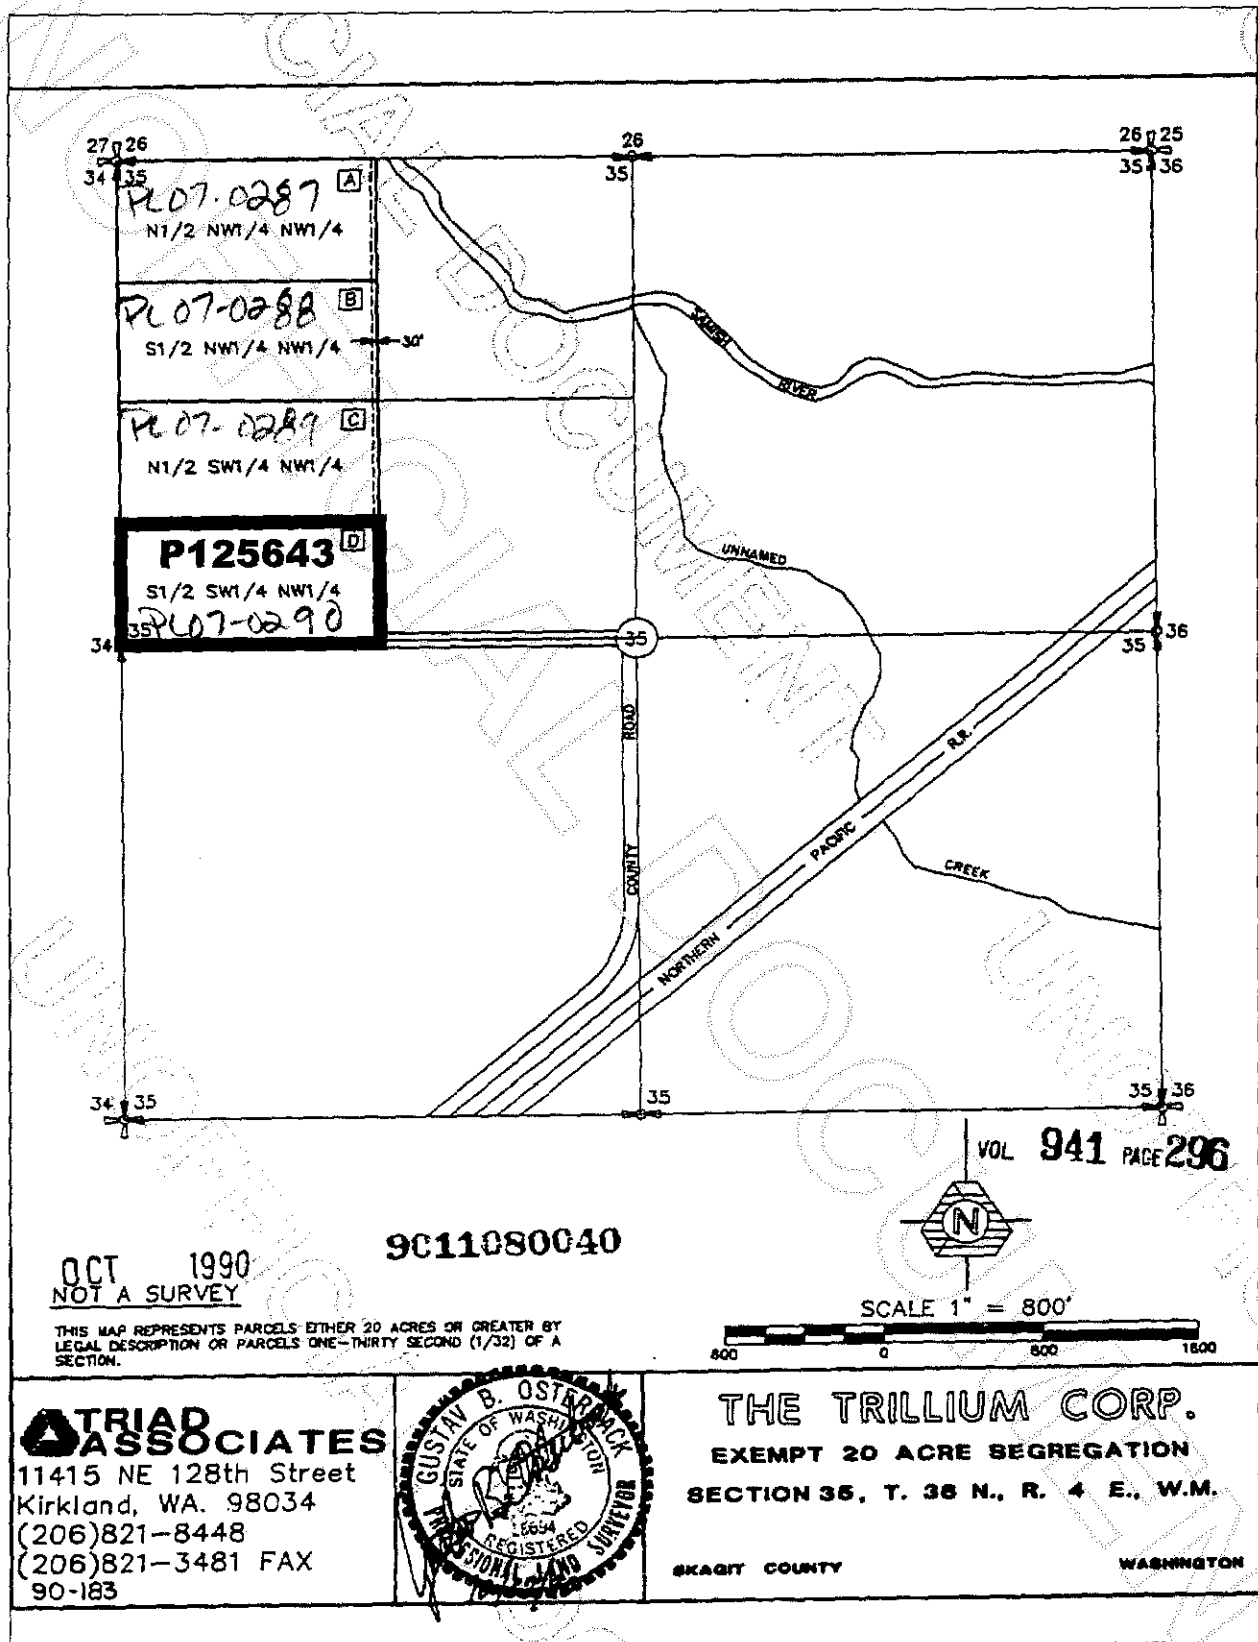 27 26
26
26 25
34 35
35
35 36
PL07-0287 A
N1/2 NW1/4 NW1/4
PL07-0288 B
S1/2 NW1/4 NW1/4
30'
SAMISH
RIVER
PL07-0289 C
N1/2 SW1/4 NW1/4
P125643 D
S1/2 SW1/4 NW1/4
PL07-0290
UNNAMED
34 35
35
36
35
ROAD
COUNTY
R.R.
PACIFIC
NORTHERN
CREEK
34 35
35
35 36
VOL 941 PAGE 296
N
9C11080040
OCT 1990
NOT A SURVEY
THIS MAP REPRESENTS PARCELS EITHER 20 ACRES OR GREATER BY
LEGAL DESCRIPTION OR PARCELS ONE-THIRTY SECOND (1/32) OF A
SECTION.
SCALE 1" = 800'
800 0 800 1600
TRIAD
ASSOCIATES
11415 NE 128th Street
Kirkland, WA. 98034
(206)821-8448
(206)821-3481 FAX
90-183
GUSTAV B. OSTERBACK
STATE OF WASHINGTON
REGISTERED
PROFESSIONAL LAND SURVEYOR
THE TRILLIUM CORP.
EXEMPT 20 ACRE SEGREGATION
SECTION 35, T. 36 N., R. 4 E., W.M.
SKAGIT COUNTY WASHINGTON
UNOFFICIAL DOCUMENT
UNOFFICIAL DOCUMENT